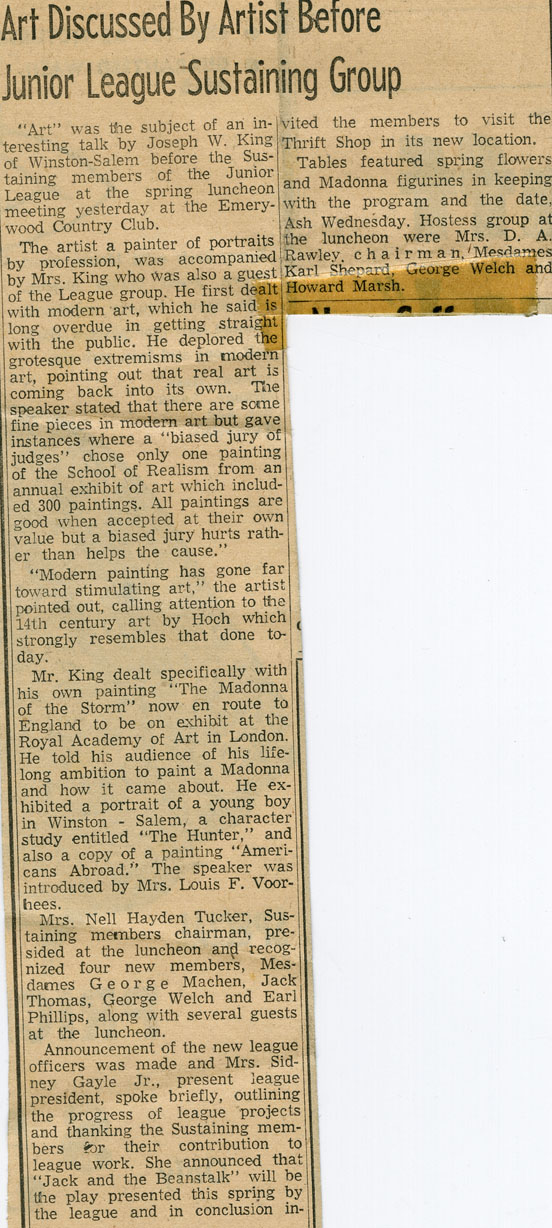 Art Discussed By Artist Before
Junior League Sustaining Group
"Art" was the subject of an in-
teresting talk by Joseph W. King
of Winston-Salem before the Sus-
taining members of the Junior
League at the spring luncheon
meeting yesterday at the Emery-
wood Country Club.
The artist a painter of portraits
by profession, was accompanied
by Mrs. King who was also a guest
of the League group. He first dealt
with modern art, which he said is
long overdue in getting straight
with the public. He deplored the
grotesque extremisms in modern
art, pointing out that real art is
coming back into its own. The
speaker stated that there are some
fine pieces in modern art but gave
instances where a "biased jury of
judges" chose only one painting
of the School of Realism from an
annual exhibit of art which includ-
ed 300 paintings. All paintings are
good when accepted at their own
value but a biased jury hurts rath-
er than helps the cause."
"Modern painting has gone far
toward stimulating art," the artist
pointed out, calling attention to the
14th century art by Hoch which
strongly resembles that done to-
day.
Mr. King dealt specifically with
his own painting "The Madonna
of the Storm" now en route to
England to be on exhibit at the
Royal Academy of Art in London.
He told his audience of his life-
long ambition to paint a Madonna
and how it came about. He ex-
hibited a portrait of a young boy
in Winston - Salem, a character
study entitled "The Hunter," and
also a copy of a painting "Ameri-
cans Abroad." The speaker was
introduced by Mrs. Louis F. Voor-
hees.
Mrs. Nell Hayden Tucker, Sus-
taining members chairman, pre-
sided at the luncheon and recog-
nized four new members, Mes-
dames George Machen, Jack
Thomas, George Welch and Earl
Phillips, along with several guests
at the luncheon.
Announcement of the new league
officers was made and Mrs. Sid-
ney Gayle Jr., present league
president, spoke briefly, outlining
the progress of league projects
and thanking the Sustaining mem-
bers for their contribution to
league work. She announced that
"Jack and the Beanstalk" will be
the play presented this spring by
the league and in conclusion in-
vited the members to visit the
Thrift Shop in its new location.
Tables featured spring flowers
and Madonna figurines in keeping
with the program and the date,
Ash Wednesday. Hostess group at
the luncheon were Mrs. D. A.
Rawley, chairman, Mesdames
Karl Shepard, George Welch and
Howard Marsh.